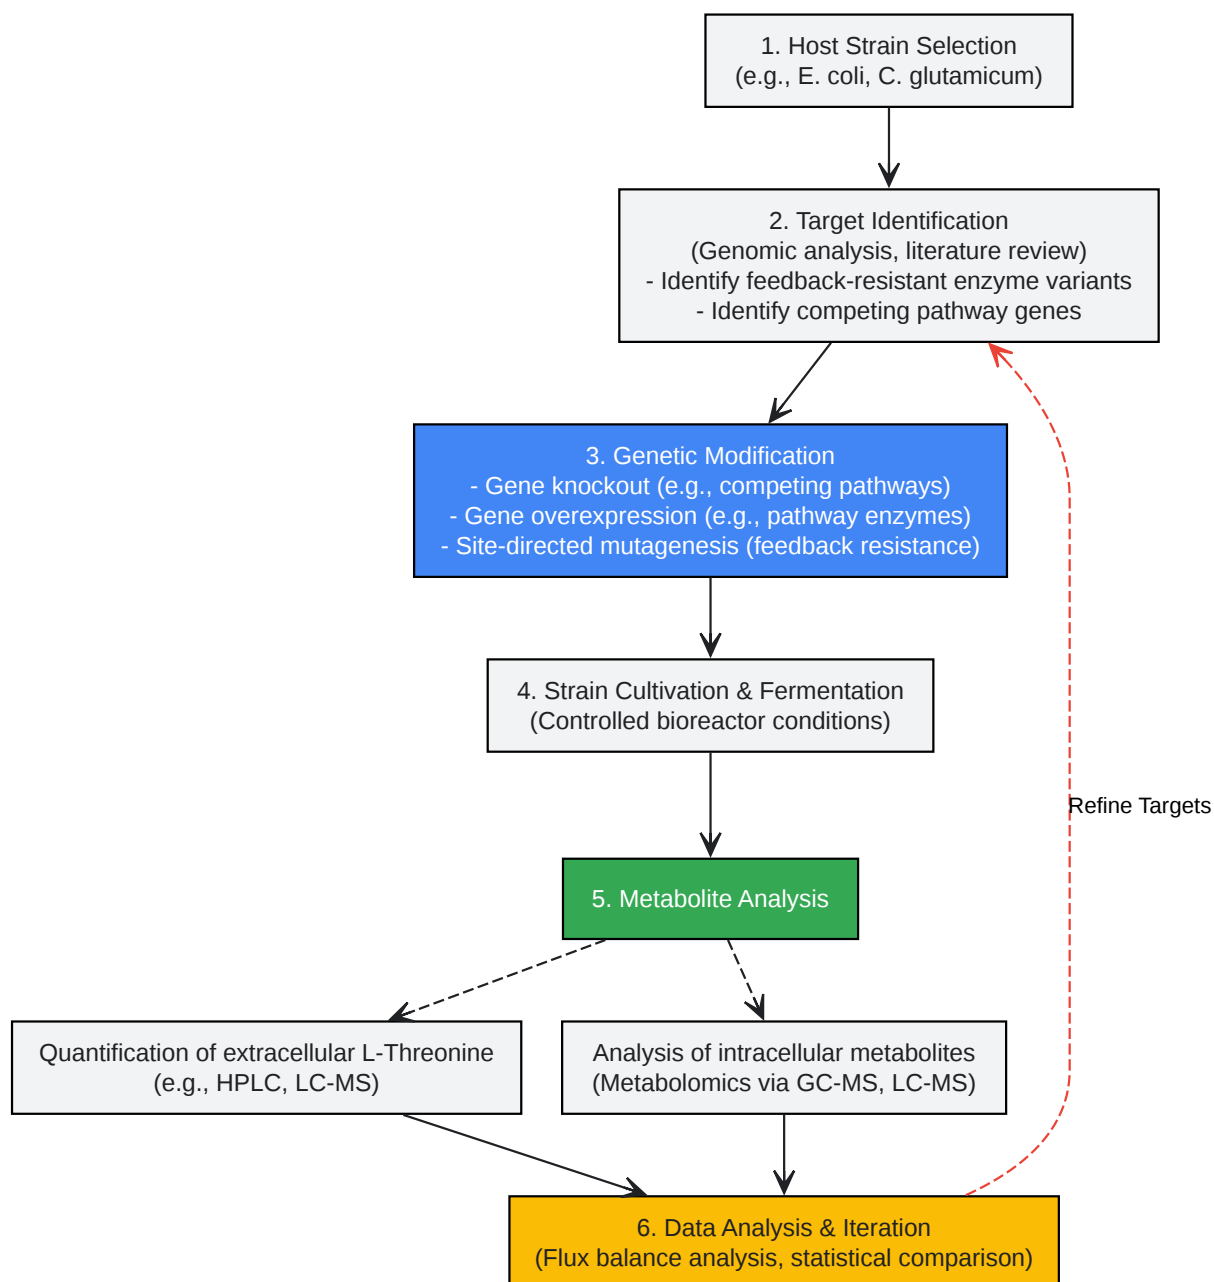 1. Host Strain Selection
(e.g., E. coli, C. glutamicum)
2. Target Identification
(Genomic analysis, literature review)
- Identify feedback-resistant enzyme variants
- Identify competing pathway genes
3. Genetic Modification
- Gene knockout (e.g., competing pathways)
- Gene overexpression (e.g., pathway enzymes)
- Site-directed mutagenesis (feedback resistance)
4. Strain Cultivation & Fermentation
(Controlled bioreactor conditions)
Refine Targets
5. Metabolite Analysis
Quantification of extracellular L-Threonine
(e.g., HPLC, LC-MS)
Analysis of intracellular metabolites
(Metabolomics via GC-MS, LC-MS)
6. Data Analysis & Iteration
(Flux balance analysis, statistical comparison)